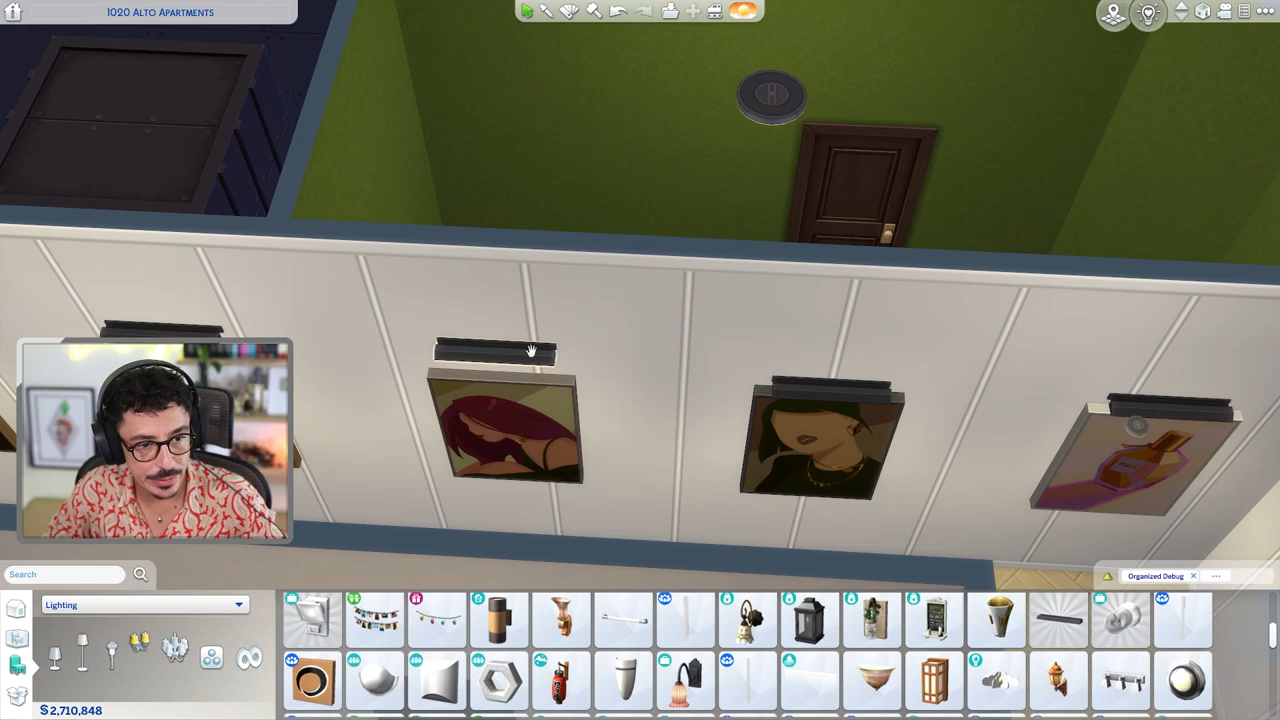 1020 Alto Apartments
Search
Organized Debug
Lighting
§2,710,848